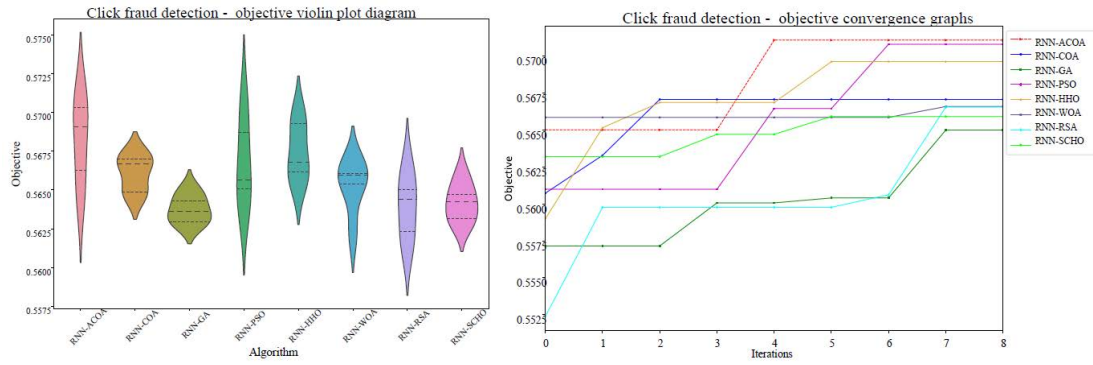 Click fraud detection - objective violin plot diagram
Objective
0.5750
0.5725
0.5700
0.5675
0.5650
0.5625
0.5600
0.5575
RNN-ACOA
RNN-COA
RNN-GA
RNN-PSO
RNN-HHO
RNN-WOA
RNN-RSA
RNN-SCHO
Algorithm
Click fraud detection - objective convergence graphs
Objective
0.5700
0.5675
0.5650
0.5625
0.5600
0.5575
0.5550
0.5525
0 1 2 3 4 5 6 7 8
Iterations
RNN-ACOA
RNN-COA
RNN-GA
RNN-PSO
RNN-HHO
RNN-WOA
RNN-RSA
RNN-SCHO